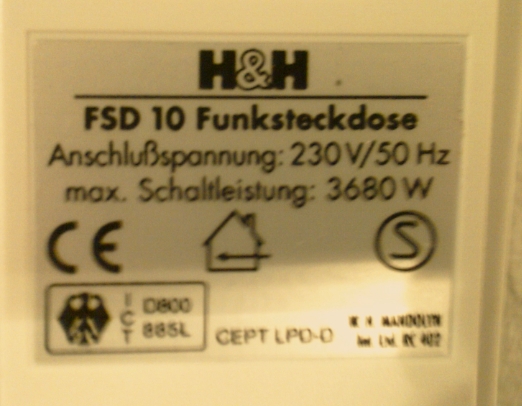 H&H
FSD 10 Funksteckdose
Anschlußspannung: 230 V/50 Hz
max. Schaltleistung: 3680 W
CE
S
ICT D800
885L
CEPT LPD-D